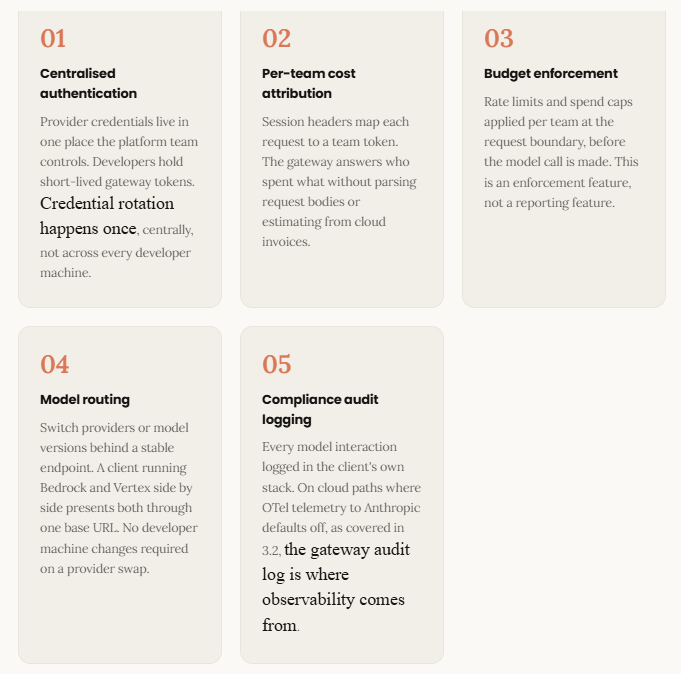 01
Centralised
authentication
Provider credentials live in
one place the platform team
controls. Developers hold
short-lived gateway tokens.
Credential rotation
happens once, centrally,
not across every developer
machine.
02
Per-team cost
attribution
Session headers map each
request to a team token.
The gateway answers who
spent what without parsing
request bodies or
estimating from cloud
invoices.
03
Budget enforcement
Rate limits and spend caps
applied per team at the
request boundary, before
the model call is made. This
is an enforcement feature,
not a reporting feature.
04
Model routing
Switch providers or model
versions behind a stable
endpoint. A client running
Bedrock and Vertex side by
side presents both through
one base URL. No developer
machine changes required
on a provider swap.
05
Compliance audit
logging
Every model interaction
logged in the client's own
stack. On cloud paths where
OTel telemetry to Anthropic
defaults off, as covered in
3.2, the gateway audit
log is where
observability comes
from.